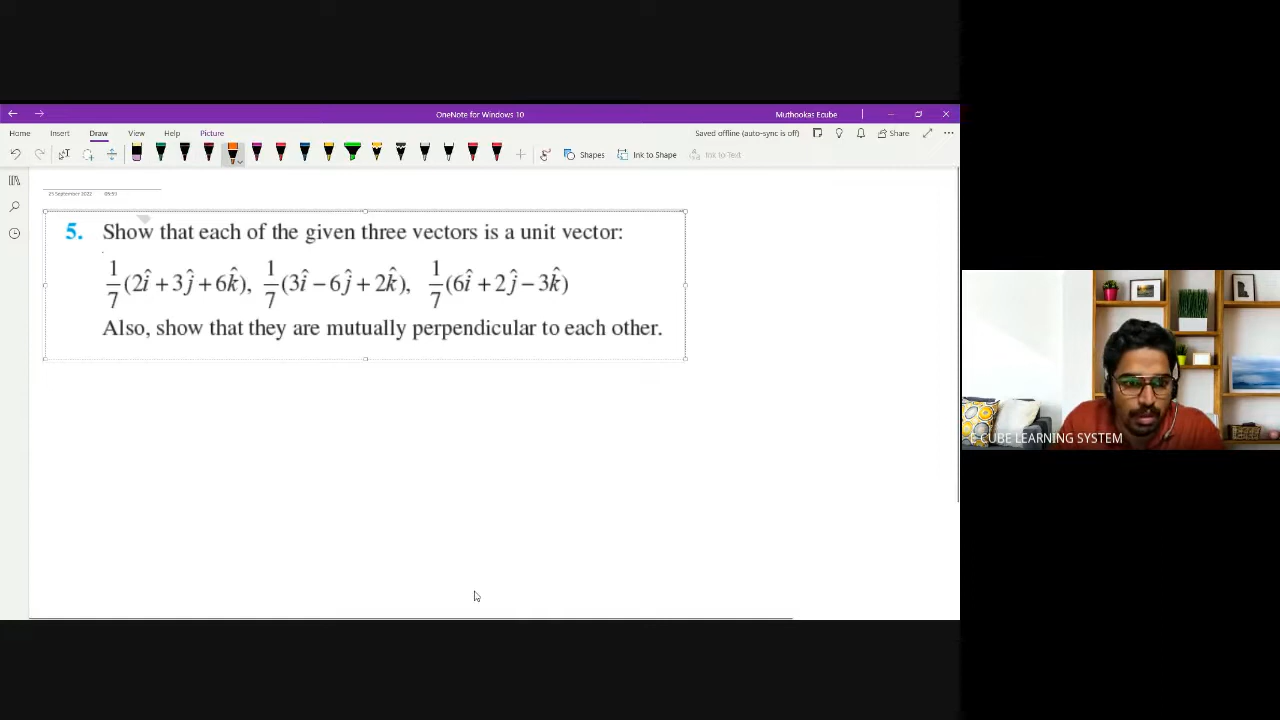 OneNote for Windows 10
Muthookas Ecube
Home Insert Draw View Help Picture
Saved offline (auto-sync is off)
Share
Shapes
Ink to Shape
Ink to Text
5. Show that each of the given three vectors is a unit vector:
1/7(2î + 3ĵ + 6k̂), 1/7(3î − 6ĵ + 2k̂), 1/7(6î + 2ĵ − 3k̂)
Also, show that they are mutually perpendicular to each other.
E CUBE LEARNING SYSTEM